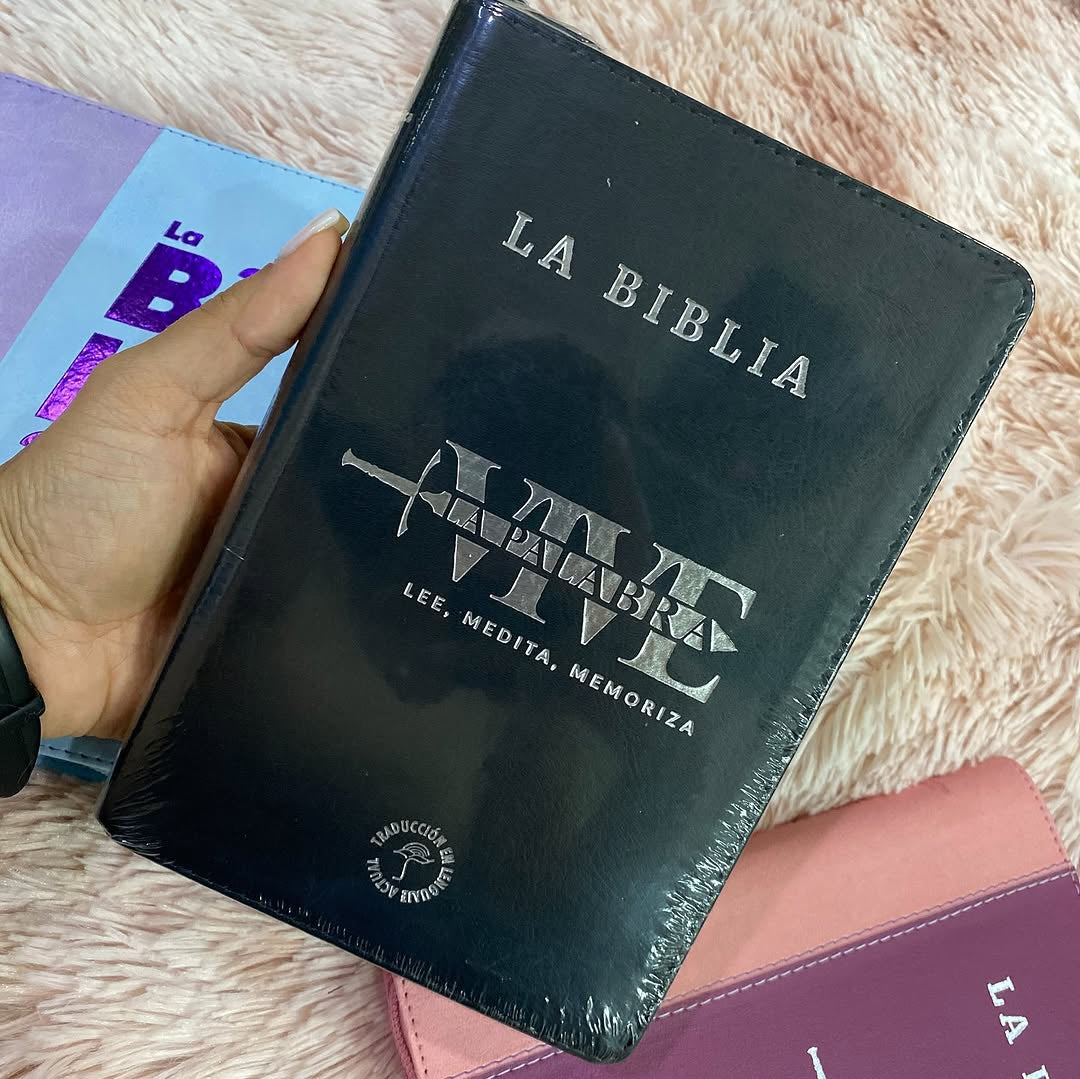 LA BIBLIA
VIVE
LA PALABRA
LEE, MEDITA, MEMORIZA
TRADUCCIÓN EN LENGUAJE ACTUAL
La
B
LA